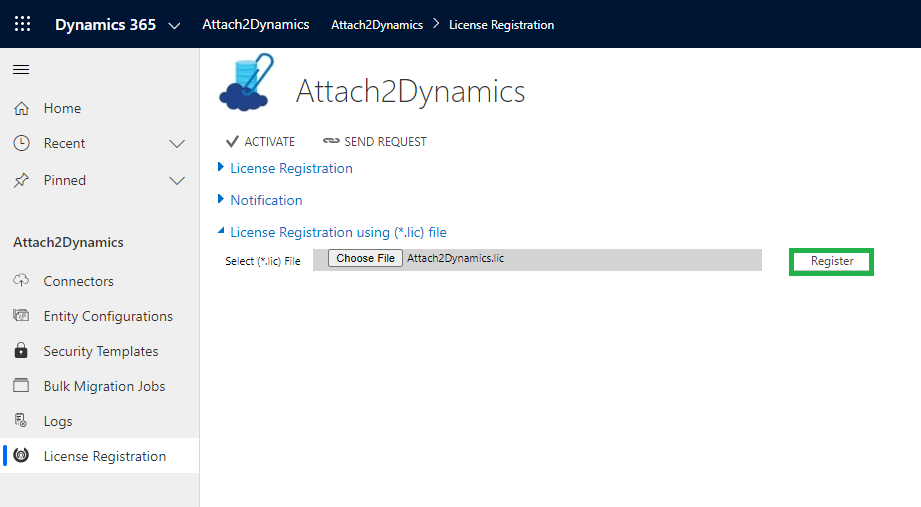 Dynamics 365 Attach2Dynamics Attach2Dynamics > License Registration
Home
Recent
Pinned
Attach2Dynamics
Connectors
Entity Configurations
Security Templates
Bulk Migration Jobs
Logs
License Registration
Attach2Dynamics
ACTIVATE SEND REQUEST
License Registration
Notification
License Registration using (*.lic) file
Select (*.lic) File Choose File Attach2Dynamics.lic Register